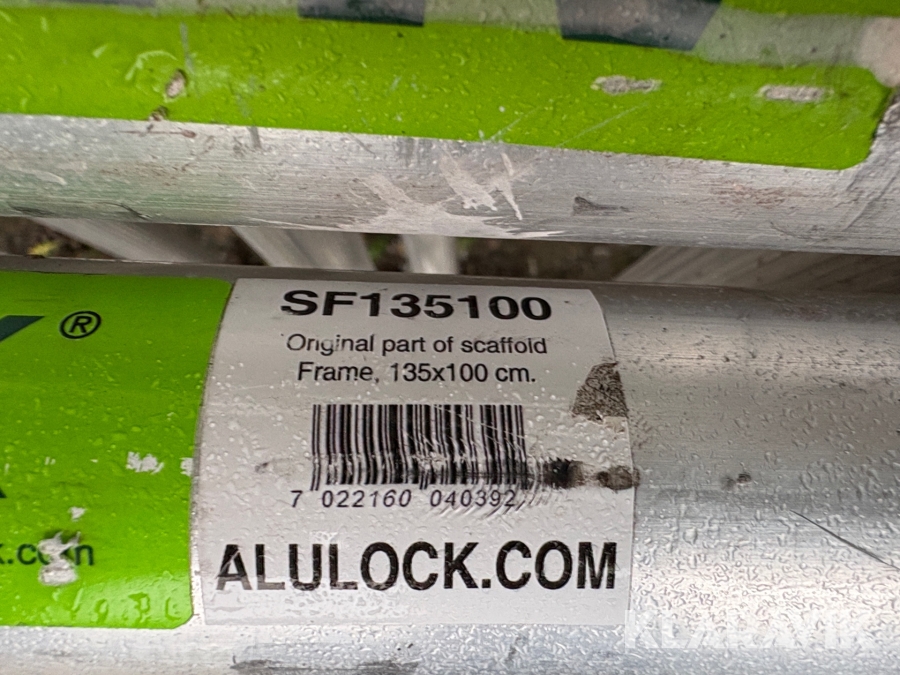 ®
SF135100
Original part of scaffold
Frame, 135x100 cm.
7 022160 040392
ALULOCK.COM